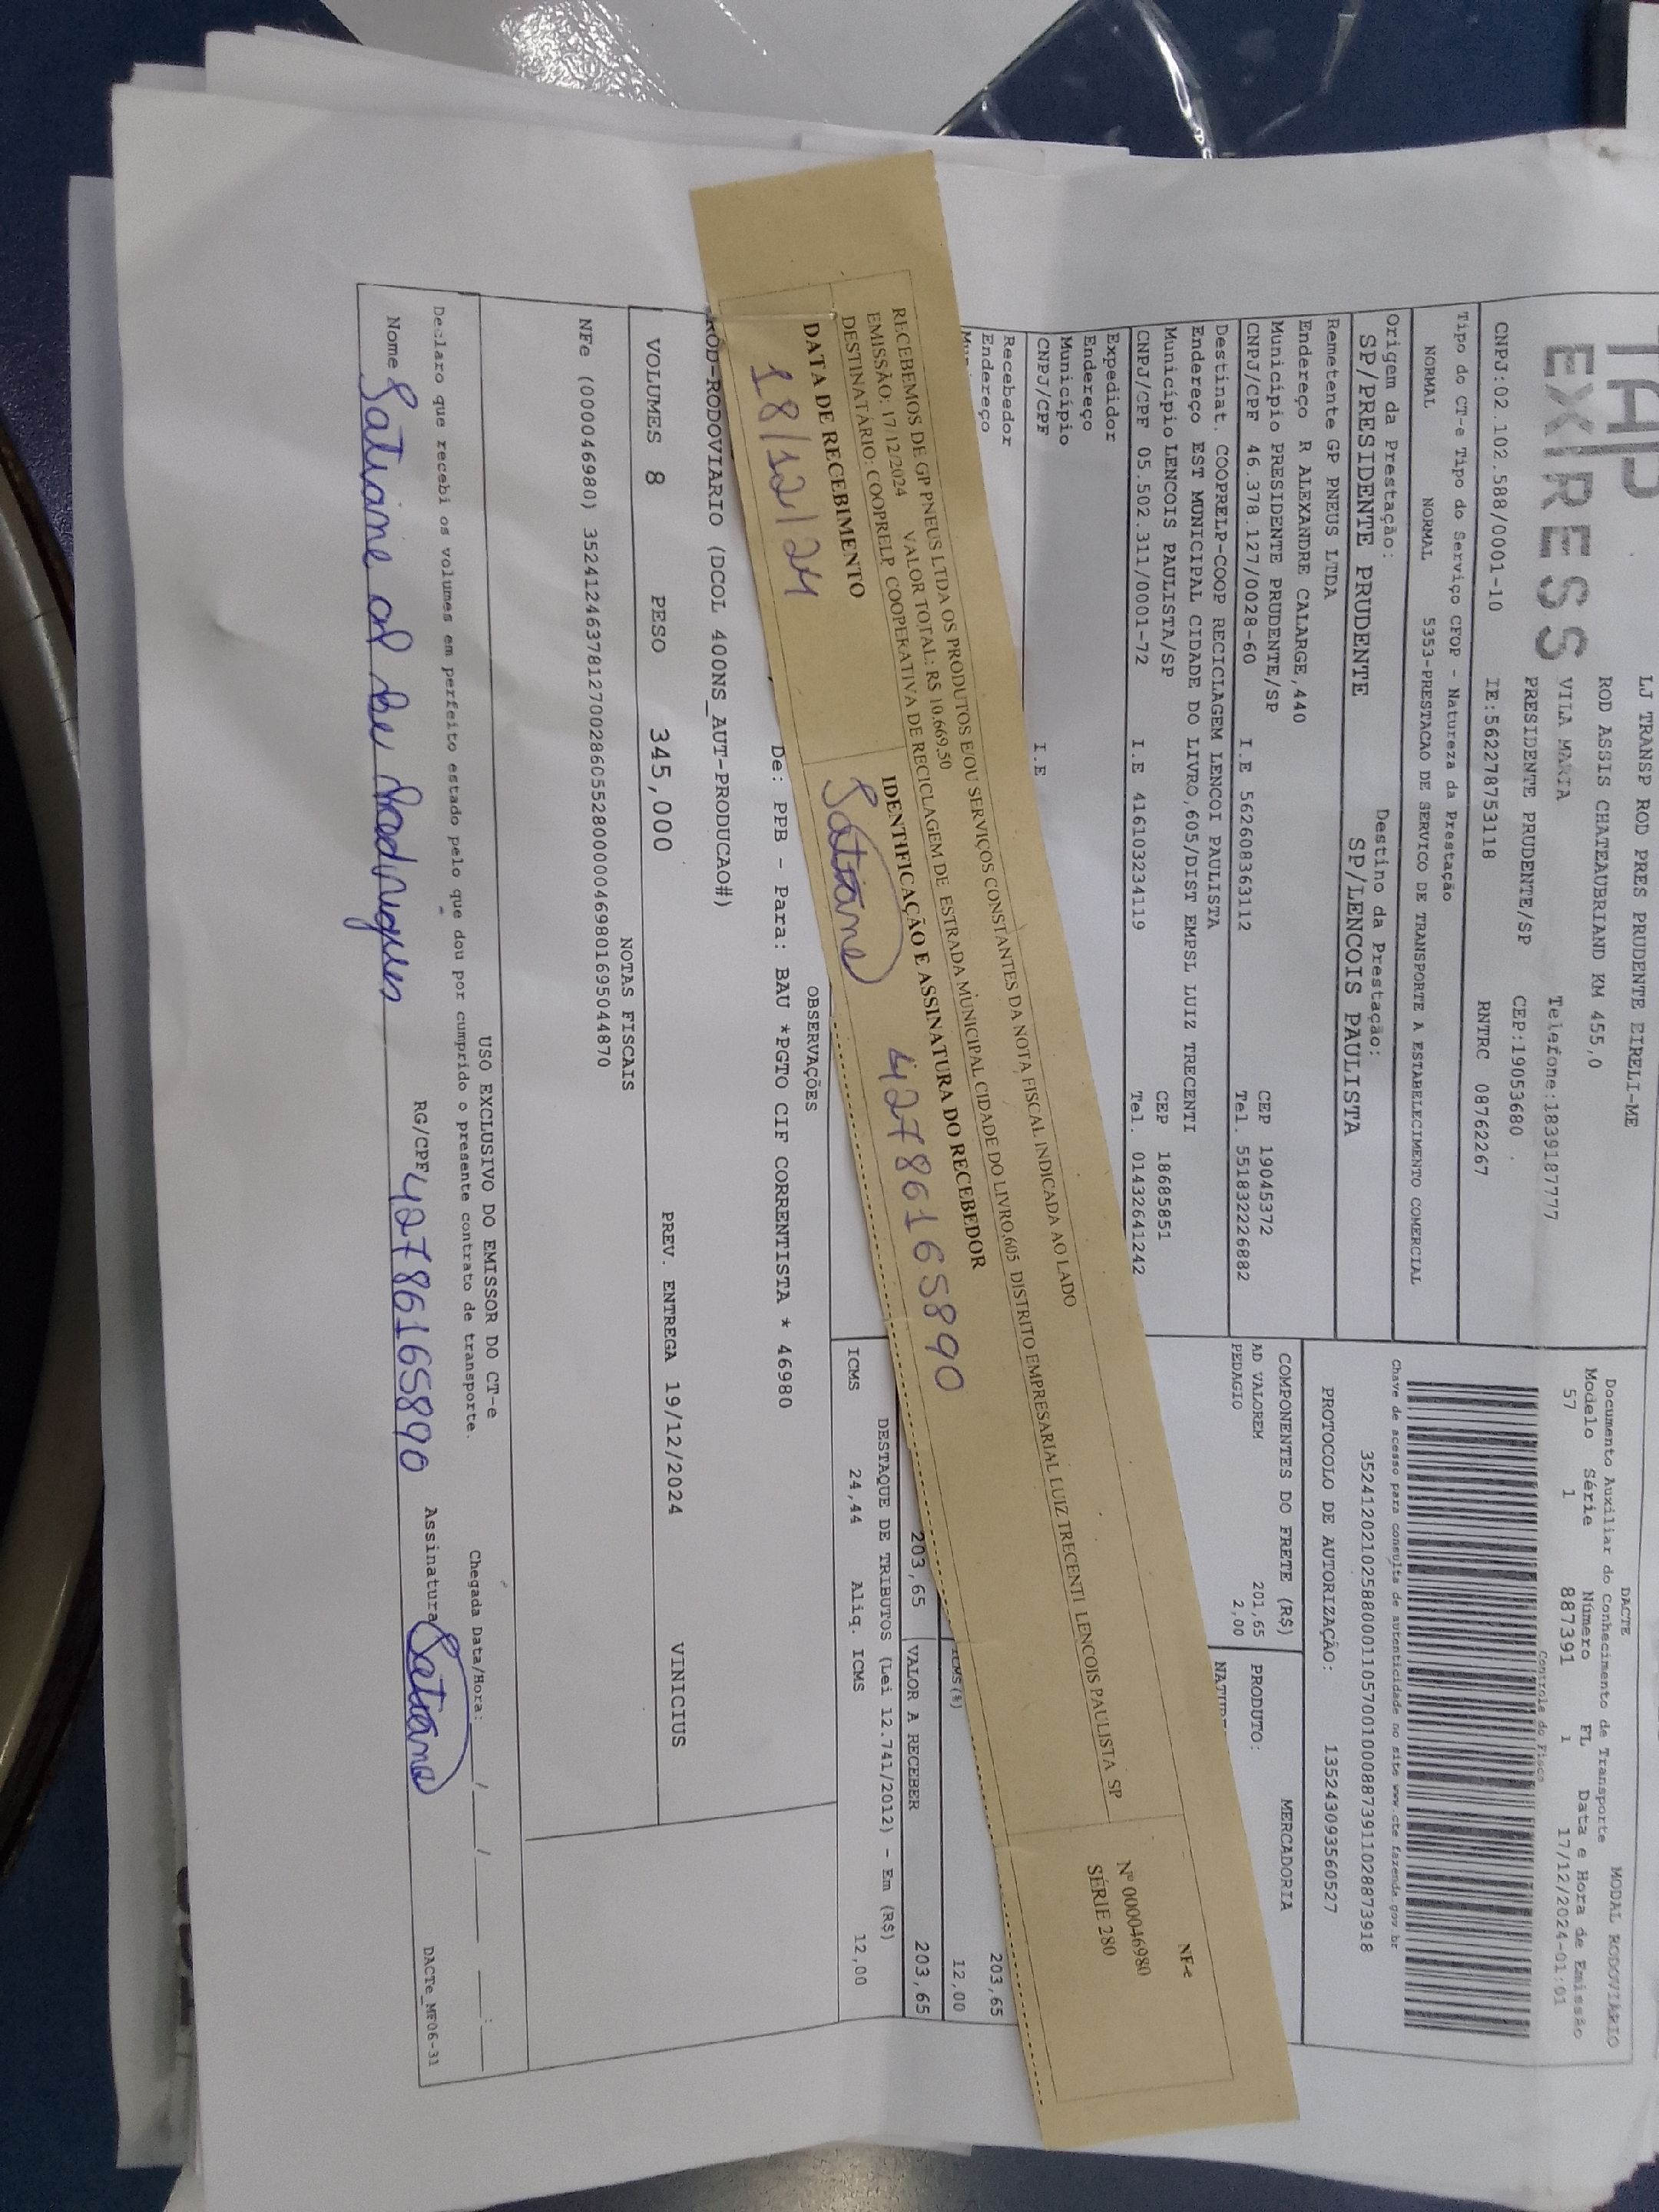 TAP
EXPRESS
LJ TRANSP ROD PRES PRUDENTE EIRELI-ME
ROD ASSIS CHATEAUBRIAND KM 455,0
VILA MARTA Telefone:1839187777
PRESIDENTE PRUDENTE/SP CEP:19053680
CNPJ:02.102.588/0001-10 IE:562278753118 RNTRC 08762267
Tipo do CT-e Tipo do Serviço CFOP - Natureza da Prestação
NORMAL NORMAL 5353-PRESTACAO DE SERVICO DE TRANSPORTE A ESTABELECIMENTO COMERCIAL
Origem da Prestação: Destino da Prestação:
SP/PRESIDENTE PRUDENTE SP/LENCOIS PAULISTA
Remetente GP PNEUS LTDA
Endereço R ALEXANDRE CALARGE,440
Município PRESIDENTE PRUDENTE/SP CEP 19045372
CNPJ/CPF 46.378.127/0028-60 I.E 562608363112 Tel. 551832226882
Destinat. COOPRELP-COOP RECICLAGEM LENCOI PAULISTA
Endereço EST MUNICIPAL CIDADE DO LIVRO,605/DIST EMPSL LUIZ TRECENTI
Município LENCOIS PAULISTA/SP CEP 18685851
CNPJ/CPF 05.502.311/0001-72 I.E 416103234119 Tel. 01432641242
Expedidor
Endereço
Município
CNPJ/CPF I.E
Recebedor
Endereço
DACTE MODAL RODOVIÁRIO
Documento Auxiliar do Conhecimento de Transporte
Modelo Série Número FL Data e Hora de Emissão
57 1 887391 1 17/12/2024-01:01
Controle do Fisco
Chave de acesso para consulta de autenticidade no site www.cte fazenda.gov.br
35241202102588000110570010008873911028873918
PROTOCOLO DE AUTORIZAÇÃO: 135243093560527
COMPONENTES DO FRETE (R$) PRODUTO: MERCADORIA
AD VALOREM 201,65
PEDAGIO 2,00
203,65
ICMS(%) 12,00
203,65 VALOR A RECEBER 203,65
DESTAQUE DE TRIBUTOS (Lei 12.741/2012) - Em (R$)
ICMS 24,44 Aliq. ICMS 12,00
RECEBEMOS DE GP PNEUS LTDA OS PRODUTOS E/OU SERVIÇOS CONSTANTES DA NOTA FISCAL INDICADA AO LADO
EMISSÃO: 17/12/2024 VALOR TOTAL: R$ 10.669,50
DESTINATÁRIO: COOPRELP COOPERATIVA DE RECICLAGEM DE ESTRADA MUNICIPAL CIDADE DO LIVRO,605 DISTRITO EMPRESARIAL LUIZ TRECENTI LENCOIS PAULISTA SP
DATA DE RECEBIMENTO IDENTIFICAÇÃO E ASSINATURA DO RECEBEDOR
18/12/24 Satiane 42786165890
NF-e
Nº 000046980
SÉRIE 280
OBSERVAÇÕES
De: PPB - Para: BAU *PGTO CIF CORRENTISTA * 46980
ROD-RODOVIARIO (DCOL 400NS_AUT-PRODUCAO#)
VOLUMES 8 PESO 345,000 PREV. ENTREGA 19/12/2024 VINICIUS
NOTAS FISCAIS
NFe (000046980) 35241246378127002860552800000469801695044870
USO EXCLUSIVO DO EMISSOR DO CT-e
Declaro que recebi os volumes em perfeito estado pelo que dou por cumprido o presente contrato de transporte. Chegada Data/Hora: ___/___/___ ___:___
Nome Satiane RG/CPF 42786165890 Assinatura Satiane
DACTe_MF06-31